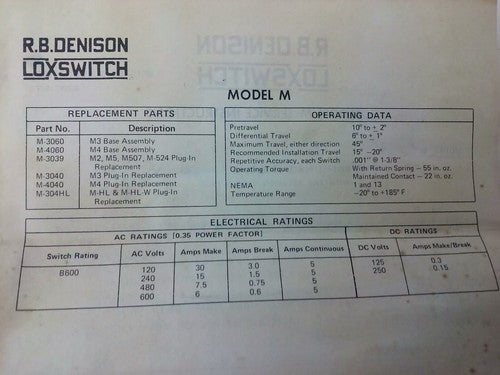 R.B.DENISON
LOXSWITCH
MODEL M
REPLACEMENT PARTS
Part No. Description
M-3060 M3 Base Assembly
M-4060 M4 Base Assembly
M-3039 M2, M5, M507, M-524 Plug-In
Replacement
M-3040 M3 Plug-In Replacement
M-4040 M4 Plug-In Replacement
M-304HL M-HL & M-HL-W Plug-In
Replacement
OPERATING DATA
Pretravel 10° to ± 2°
Differential Travel 6° to ± 1°
Maximum Travel, either direction 45°
Recommended Installation Travel 15° -20°
Repetitive Accuracy, each Switch .001" @ 1-3/8"
Operating Torque With Return Spring - 55 in. oz.
Maintained Contact - 22 in. oz.
NEMA 1 and 13
Temperature Range -20° to +185° F
ELECTRICAL RATINGS
AC RATINGS [0.35 POWER FACTOR] DC RATINGS
Switch Rating AC Volts Amps Make Amps Break Amps Continuous DC Volts Amps Make/Break
B600 120 30 3.0 5 125 0.3
240 15 1.5 5 250 0.15
480 7.5 0.75 5
600 6 0.6 5